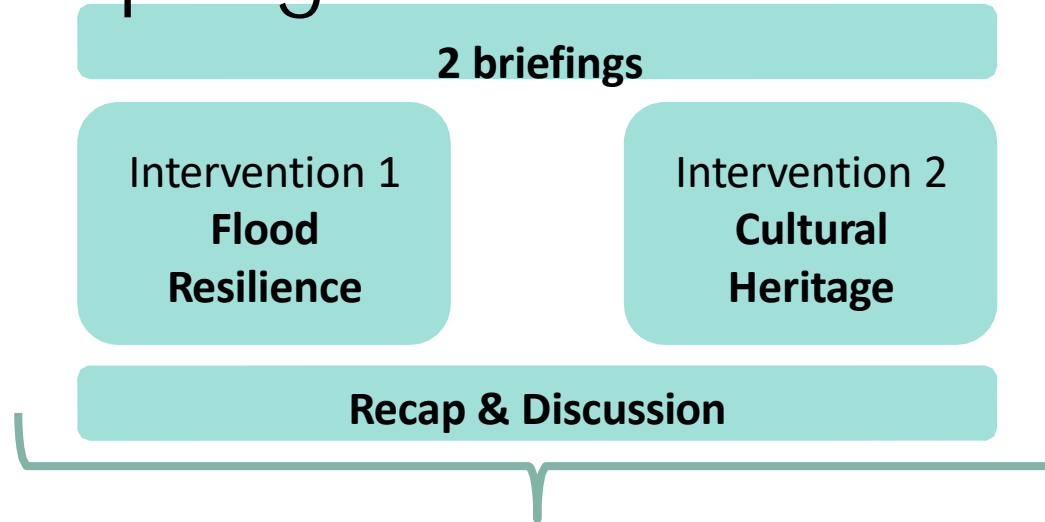 2 briefings
Intervention 1
Flood
Resilience
Intervention 2
Cultural
Heritage
Recap & Discussion